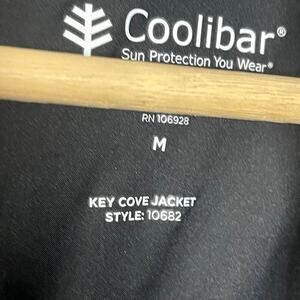 Coolibar®
Sun Protection You Wear®
RN 106928
M
KEY COVE JACKET
STYLE: 10682